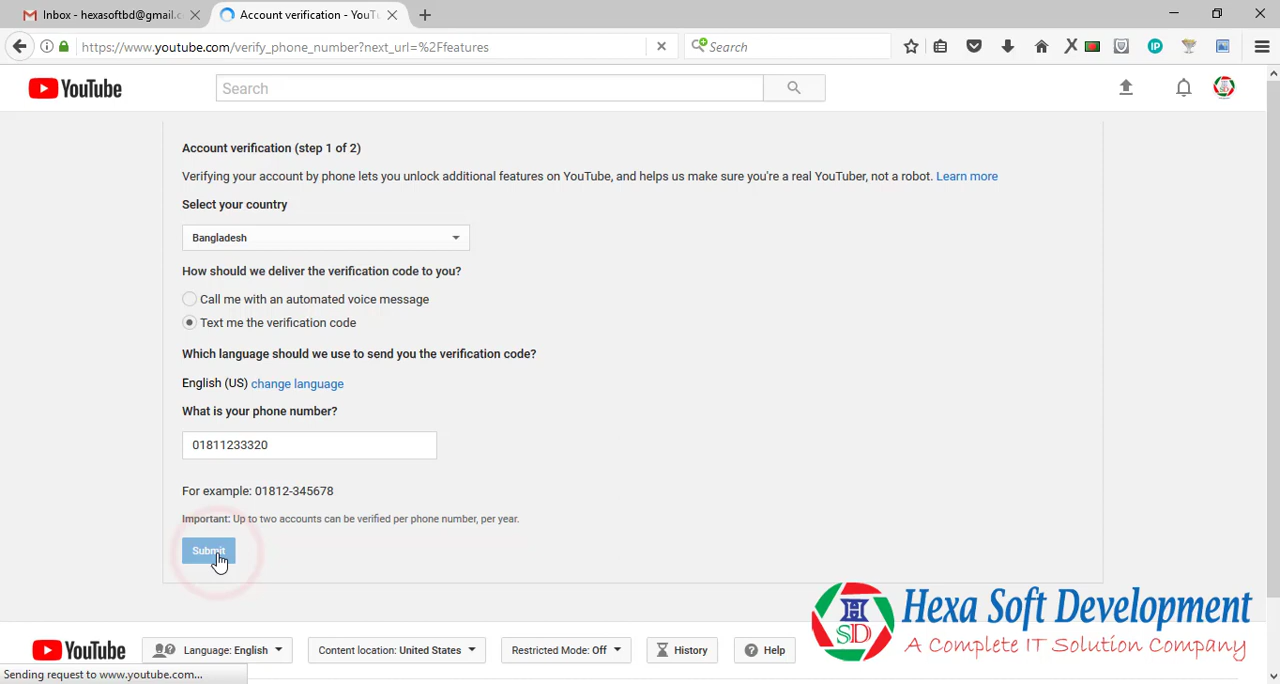 Inbox - hexasoftbd@gmail.c
Account verification - YouT
https://www.youtube.com/verify_phone_number?next_url=%2Ffeatures
Search
YouTube
Search
Account verification (step 1 of 2)
Verifying your account by phone lets you unlock additional features on YouTube, and helps us make sure you're a real YouTuber, not a robot. Learn more
Select your country
Bangladesh
How should we deliver the verification code to you?
Call me with an automated voice message
Text me the verification code
Which language should we use to send you the verification code?
English (US) change language
What is your phone number?
01811233320
For example: 01812-345678
Important: Up to two accounts can be verified per phone number, per year.
Submit
HSD
Hexa Soft Development
A Complete IT Solution Company
YouTube
Language: English
Content location: United States
Restricted Mode: Off
History
Help
Sending request to www.youtube.com...